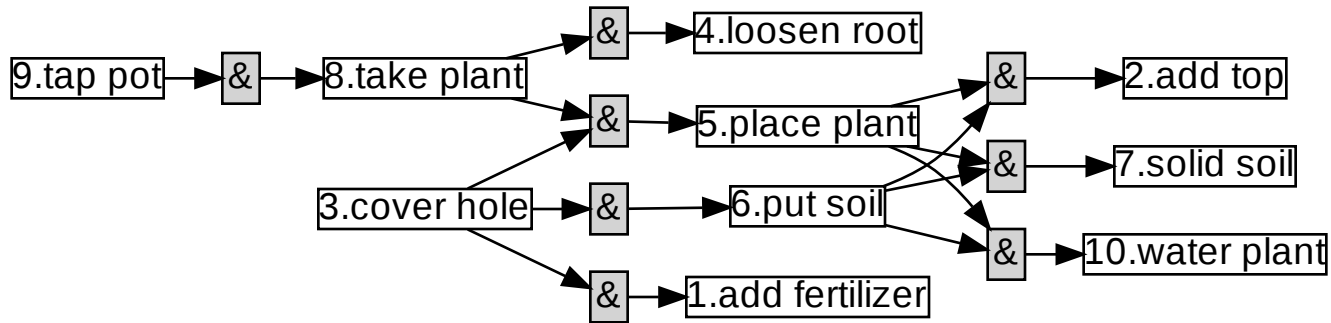 9.tap pot
&
8.take plant
&
4.loosen root
&
5.place plant
3.cover hole
&
6.put soil
&
1.add fertilizer
&
2.add top
&
7.solid soil
&
10.water plant